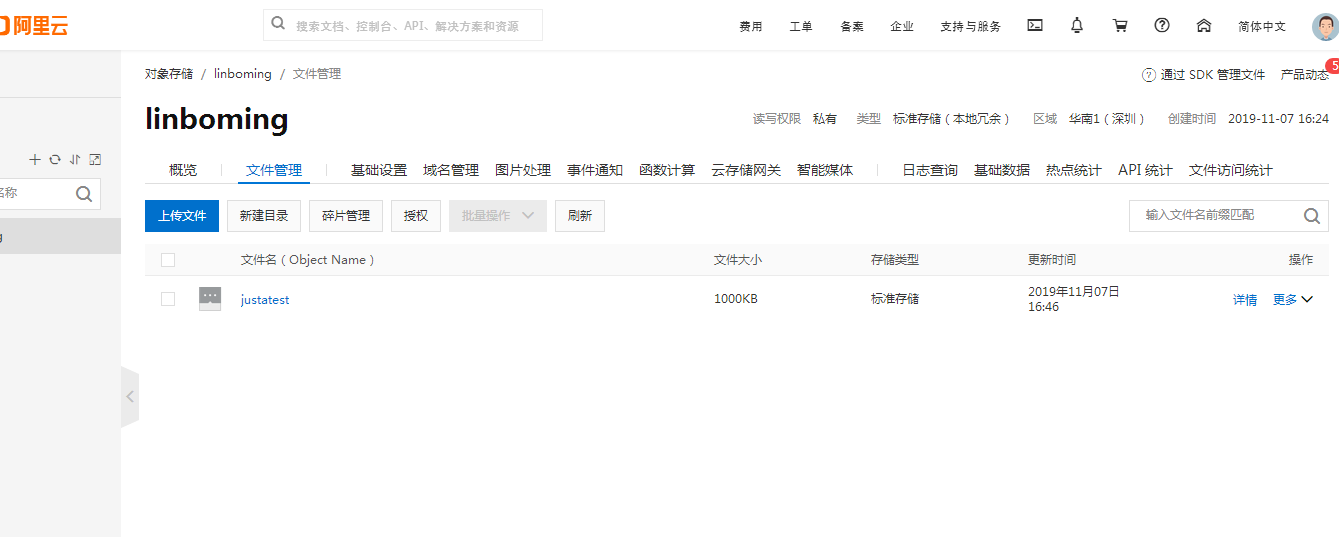 阿里云
搜索文档、控制台、API、解决方案和资源
费用 工单 备案 企业 支持与服务 简体中文
对象存储 / linboming / 文件管理
通过 SDK 管理文件 产品动态 5
linboming
读写权限 私有 类型 标准存储（本地冗余） 区域 华南1（深圳） 创建时间 2019-11-07 16:24
概览 文件管理 基础设置 域名管理 图片处理 事件通知 函数计算 云存储网关 智能媒体 日志查询 基础数据 热点统计 API 统计 文件访问统计
名称
上传文件 新建目录 碎片管理 授权 批量操作 刷新 输入文件名前缀匹配
文件名（Object Name） 文件大小 存储类型 更新时间 操作
justatest 1000KB 标准存储 2019年11月07日 详情 更多
16:46